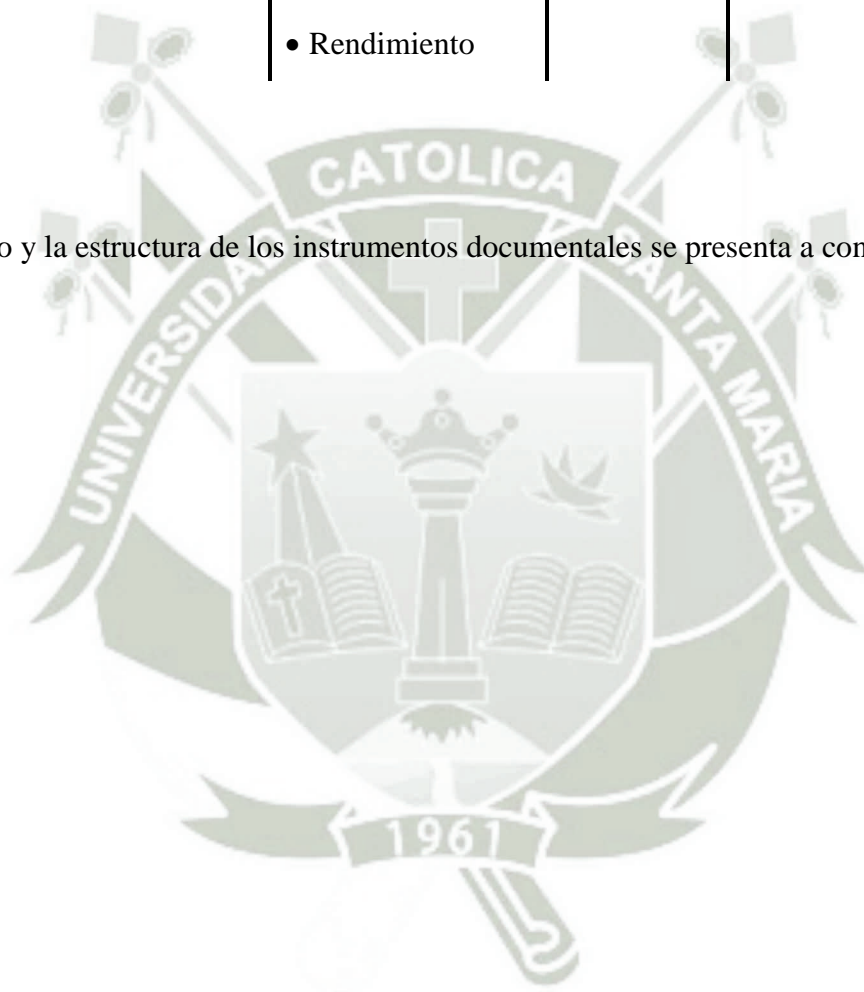 • Rendimiento
CATOLICA
o y la estructura de los instrumentos documentales se presenta a con
UNIVERSIDAD
SANTA MARIA
1961